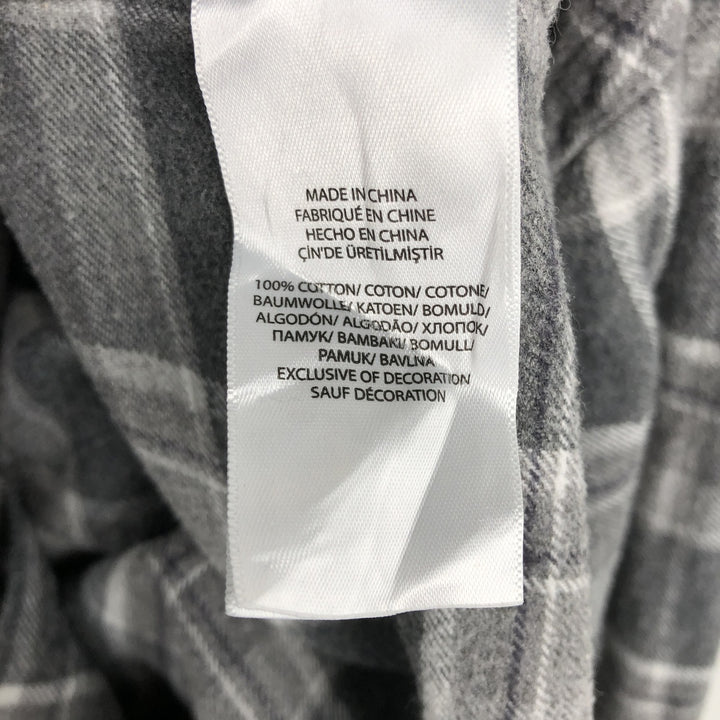 MADE IN CHINA
FABRIQUÉ EN CHINE
HECHO EN CHINA
ÇİN'DE ÜRETİLMİŞTİR
100% COTTON/ COTON/ COTONE/
BAUMWOLLE/ KATOEN/ BOMULD/
ALGODÓN/ ALGODÃO/ ХЛОПОК/
ПАМУК/ BAMBAKI/ BOMULL/
PAMUK/ BAVLNA
EXCLUSIVE OF DECORATION
SAUF DÉCORATION